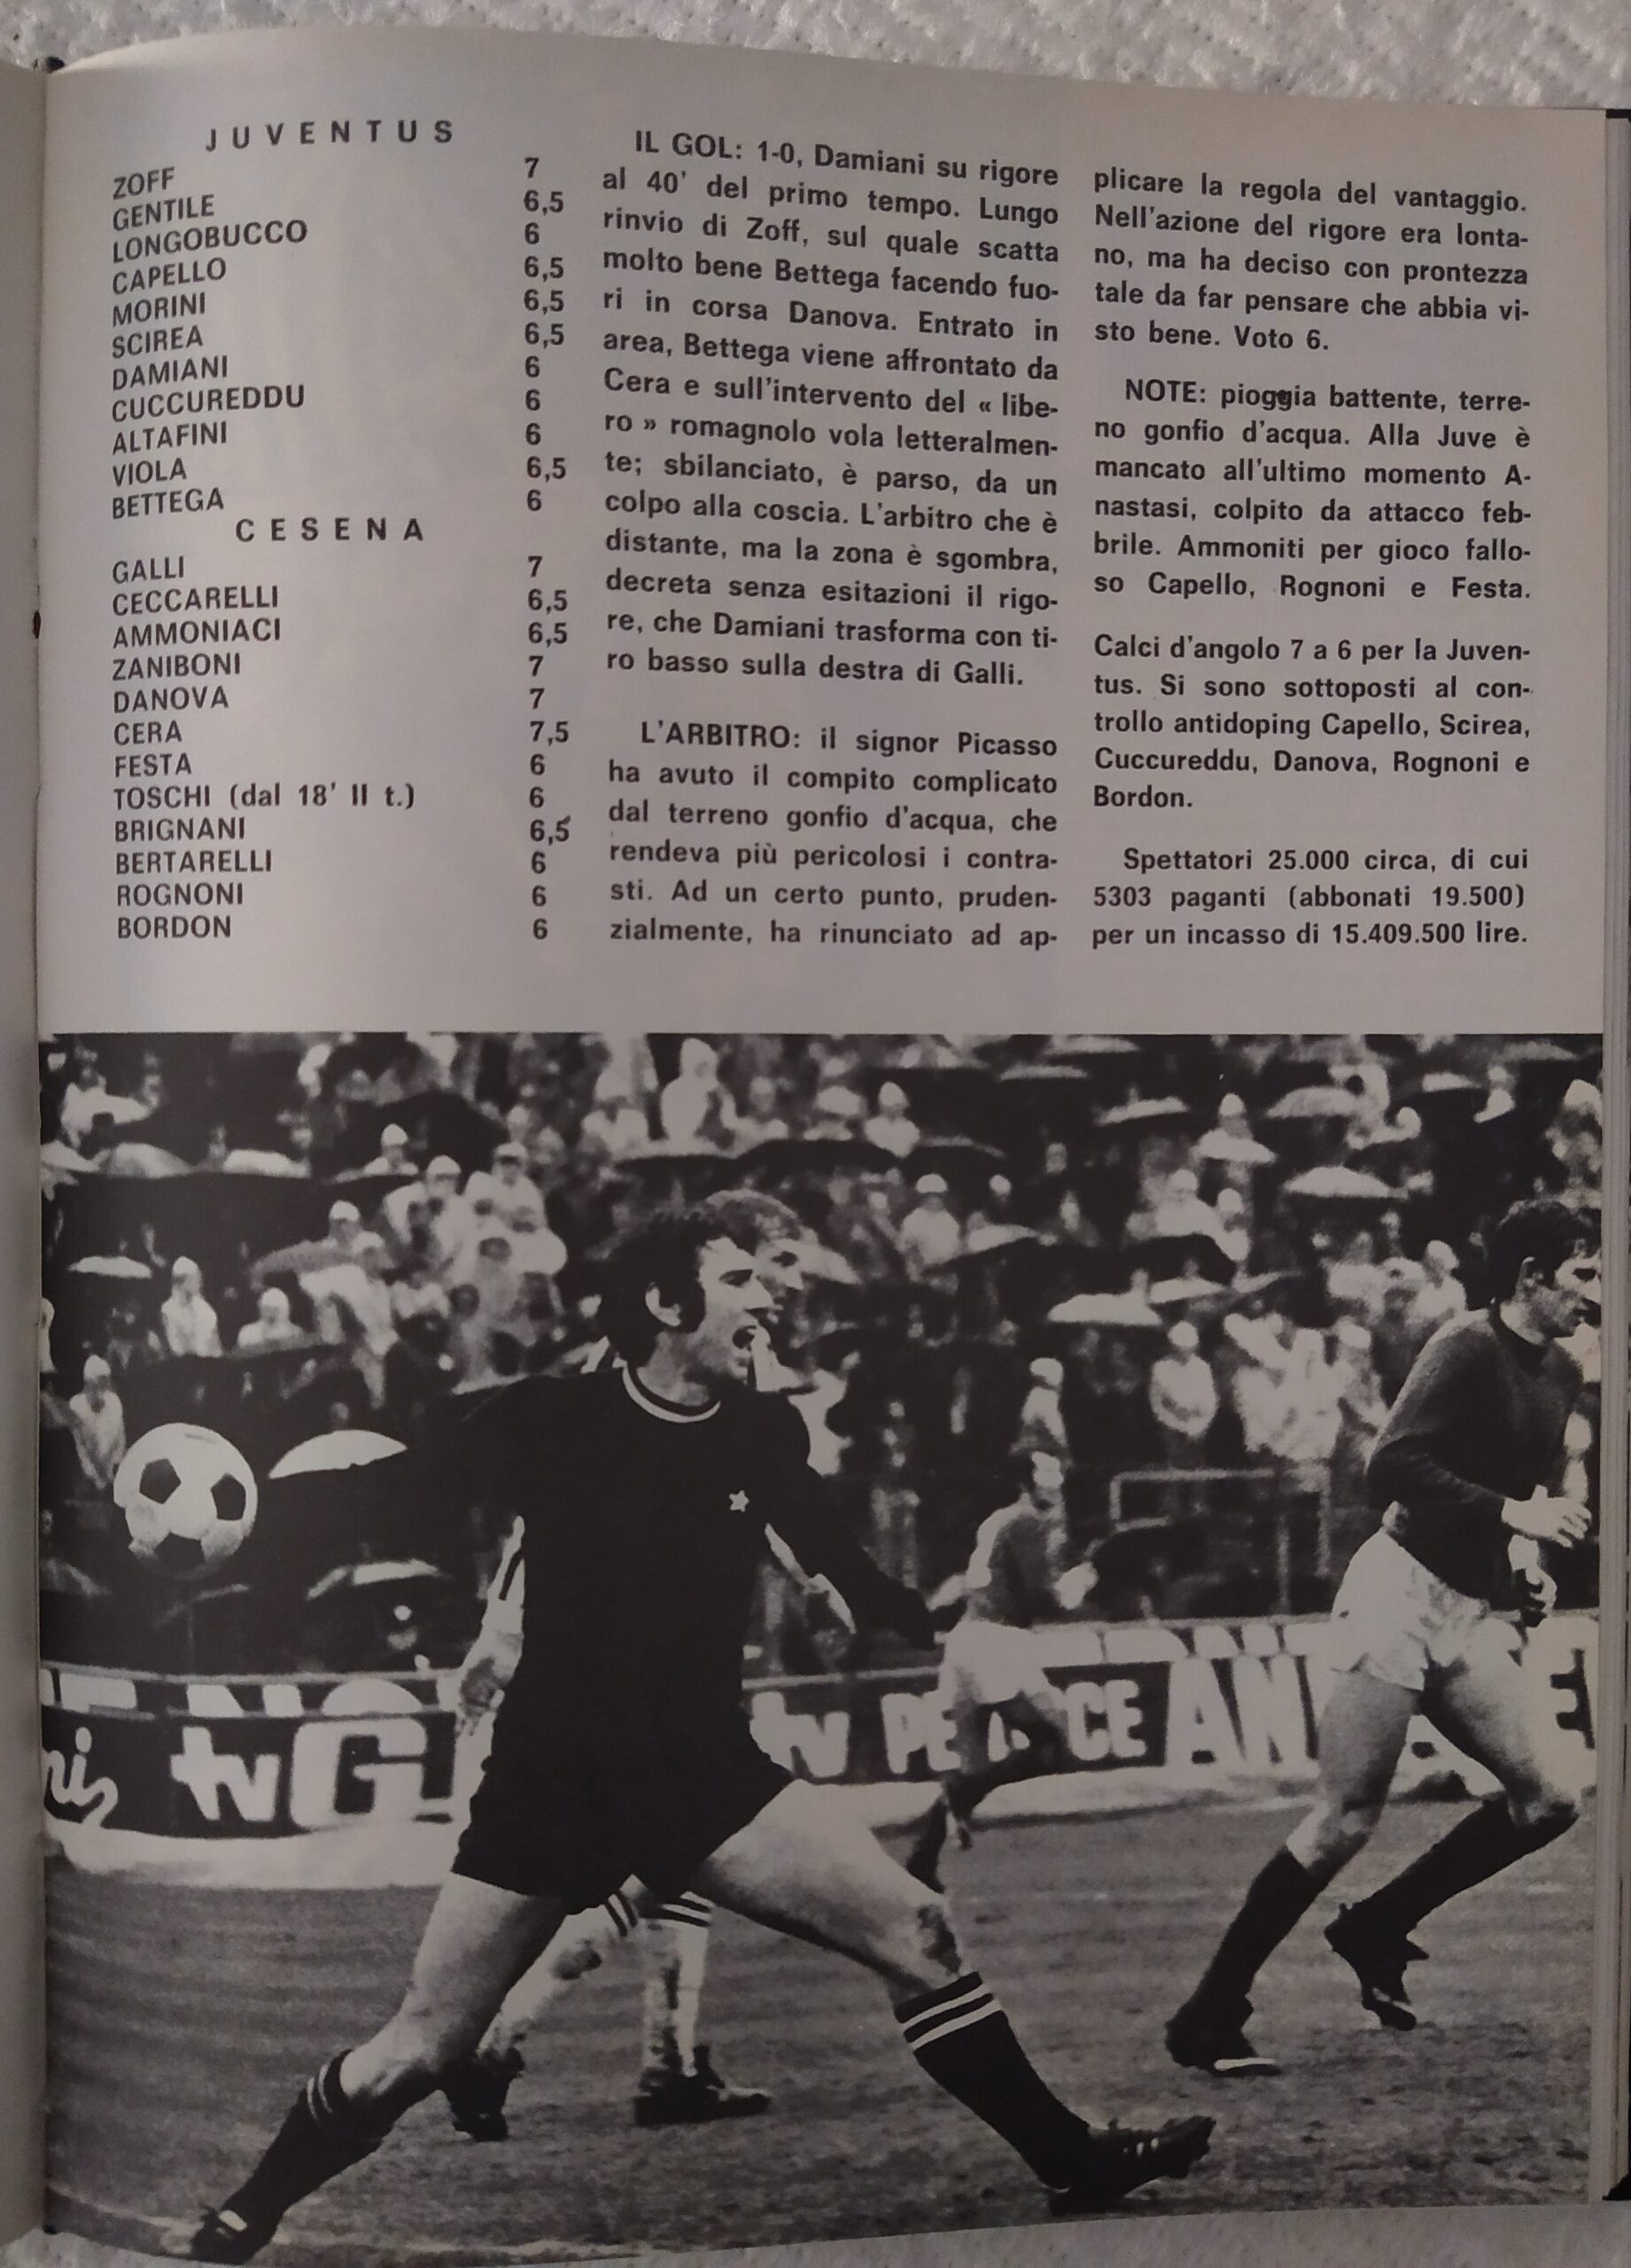 JUVENTUS
ZOFF 7
GENTILE 6,5
LONGOBUCCO 6
CAPELLO 6,5
MORINI 6,5
SCIREA 6,5
DAMIANI 6
CUCCUREDDU 6
ALTAFINI 6
VIOLA 6,5
BETTEGA 6
CESENA
GALLI 7
CECCARELLI 6,5
AMMONIACI 6,5
ZANIBONI 7
DANOVA 7
CERA 7,5
FESTA 6
TOSCHI (dal 18' II t.) 6
BRIGNANI 6,5
BERTARELLI 6
ROGNONI 6
BORDON 6
IL GOL: 1-0, Damiani su rigore
al 40' del primo tempo. Lungo
rinvio di Zoff, sul quale scatta
molto bene Bettega facendo fuo-
ri in corsa Danova. Entrato in
area, Bettega viene affrontato da
Cera e sull'intervento del « libe-
ro » romagnolo vola letteralmen-
te; sbilanciato, è parso, da un
colpo alla coscia. L'arbitro che è
distante, ma la zona è sgombra,
decreta senza esitazioni il rigo-
re, che Damiani trasforma con ti-
ro basso sulla destra di Galli.
L'ARBITRO: il signor Picasso
ha avuto il compito complicato
dal terreno gonfio d'acqua, che
rendeva più pericolosi i contra-
sti. Ad un certo punto, pruden-
zialmente, ha rinunciato ad ap-
plicare la regola del vantaggio.
Nell'azione del rigore era lonta-
no, ma ha deciso con prontezza
tale da far pensare che abbia vi-
sto bene. Voto 6.
NOTE: pioggia battente, terre-
no gonfio d'acqua. Alla Juve è
mancato all'ultimo momento A-
nastasi, colpito da attacco feb-
brile. Ammoniti per gioco fallo-
so Capello, Rognoni e Festa.
Calci d'angolo 7 a 6 per la Juven-
tus. Si sono sottoposti al con-
trollo antidoping Capello, Scirea,
Cuccureddu, Danova, Rognoni e
Bordon.
Spettatori 25.000 circa, di cui
5303 paganti (abbonati 19.500)
per un incasso di 15.409.500 lire.
tv G
tv PE CE AN